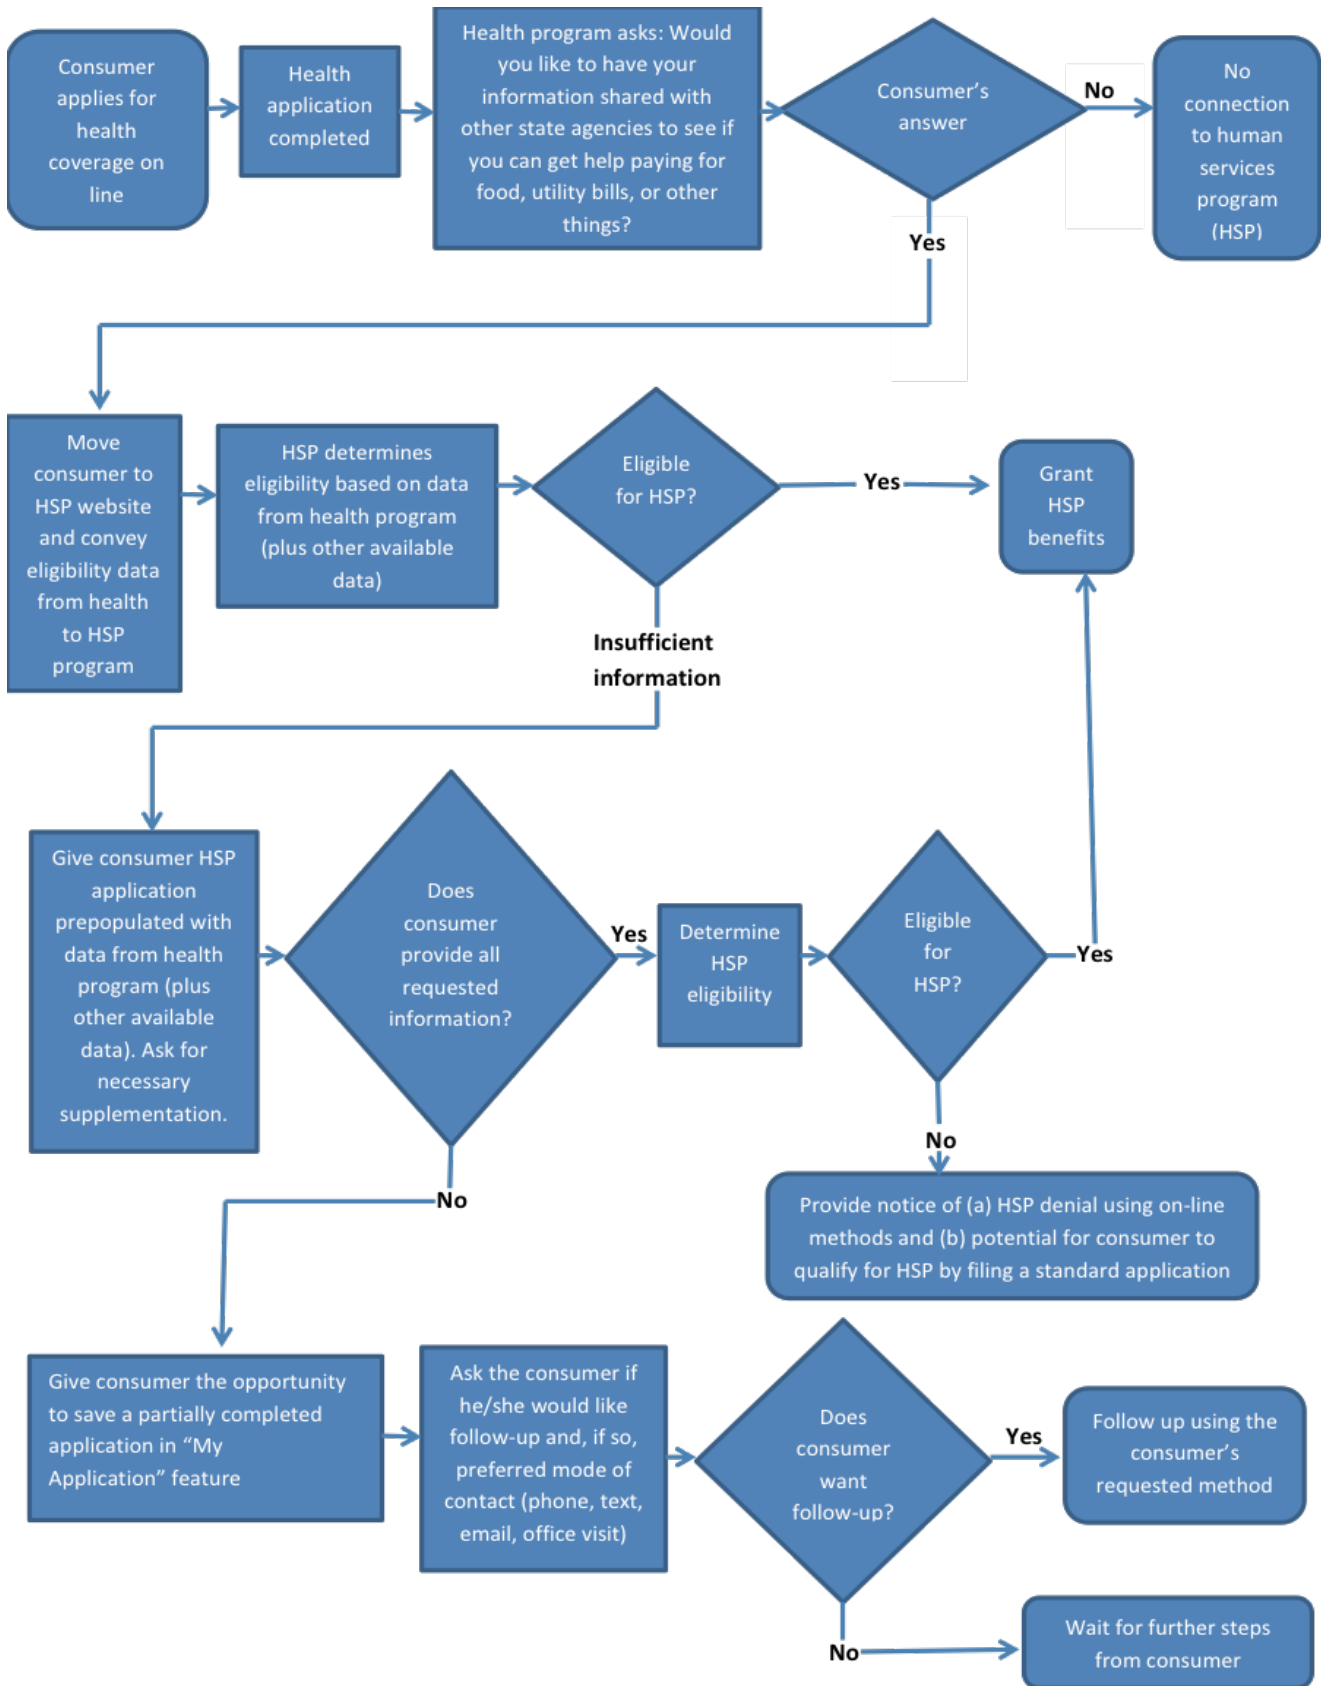 Consumer
applies for
health
coverage on
line
Health
application
completed
Health program asks: Would
you like to have your
information shared with
other state agencies to see if
you can get help paying for
food, utility bills, or other
things?
Consumer’s
answer
No
No
connection
to human
services
program
(HSP)
Yes
Move
consumer to
HSP website
and convey
eligibility data
from health
to HSP
program
HSP determines
eligibility based on data
from health program
(plus other available
data)
Eligible
for HSP?
Yes
Grant
HSP
benefits
Insufficient
information
Give consumer HSP
application
prepopulated with
data from health
program (plus
other available
data). Ask for
necessary
supplementation.
Does
consumer
provide all
requested
information?
Yes
Determine
HSP
eligibility
Eligible
for
HSP?
Yes
No
Provide notice of (a) HSP denial using on-line
methods and (b) potential for consumer to
qualify for HSP by filing a standard application
No
Give consumer the opportunity
to save a partially completed
application in “My
Application” feature
Ask the consumer if
he/she would like
follow-up and, if so,
preferred mode of
contact (phone, text,
email, office visit)
Does
consumer
want
follow-up?
Yes
Follow up using the
consumer’s
requested method
No
Wait for further steps
from consumer